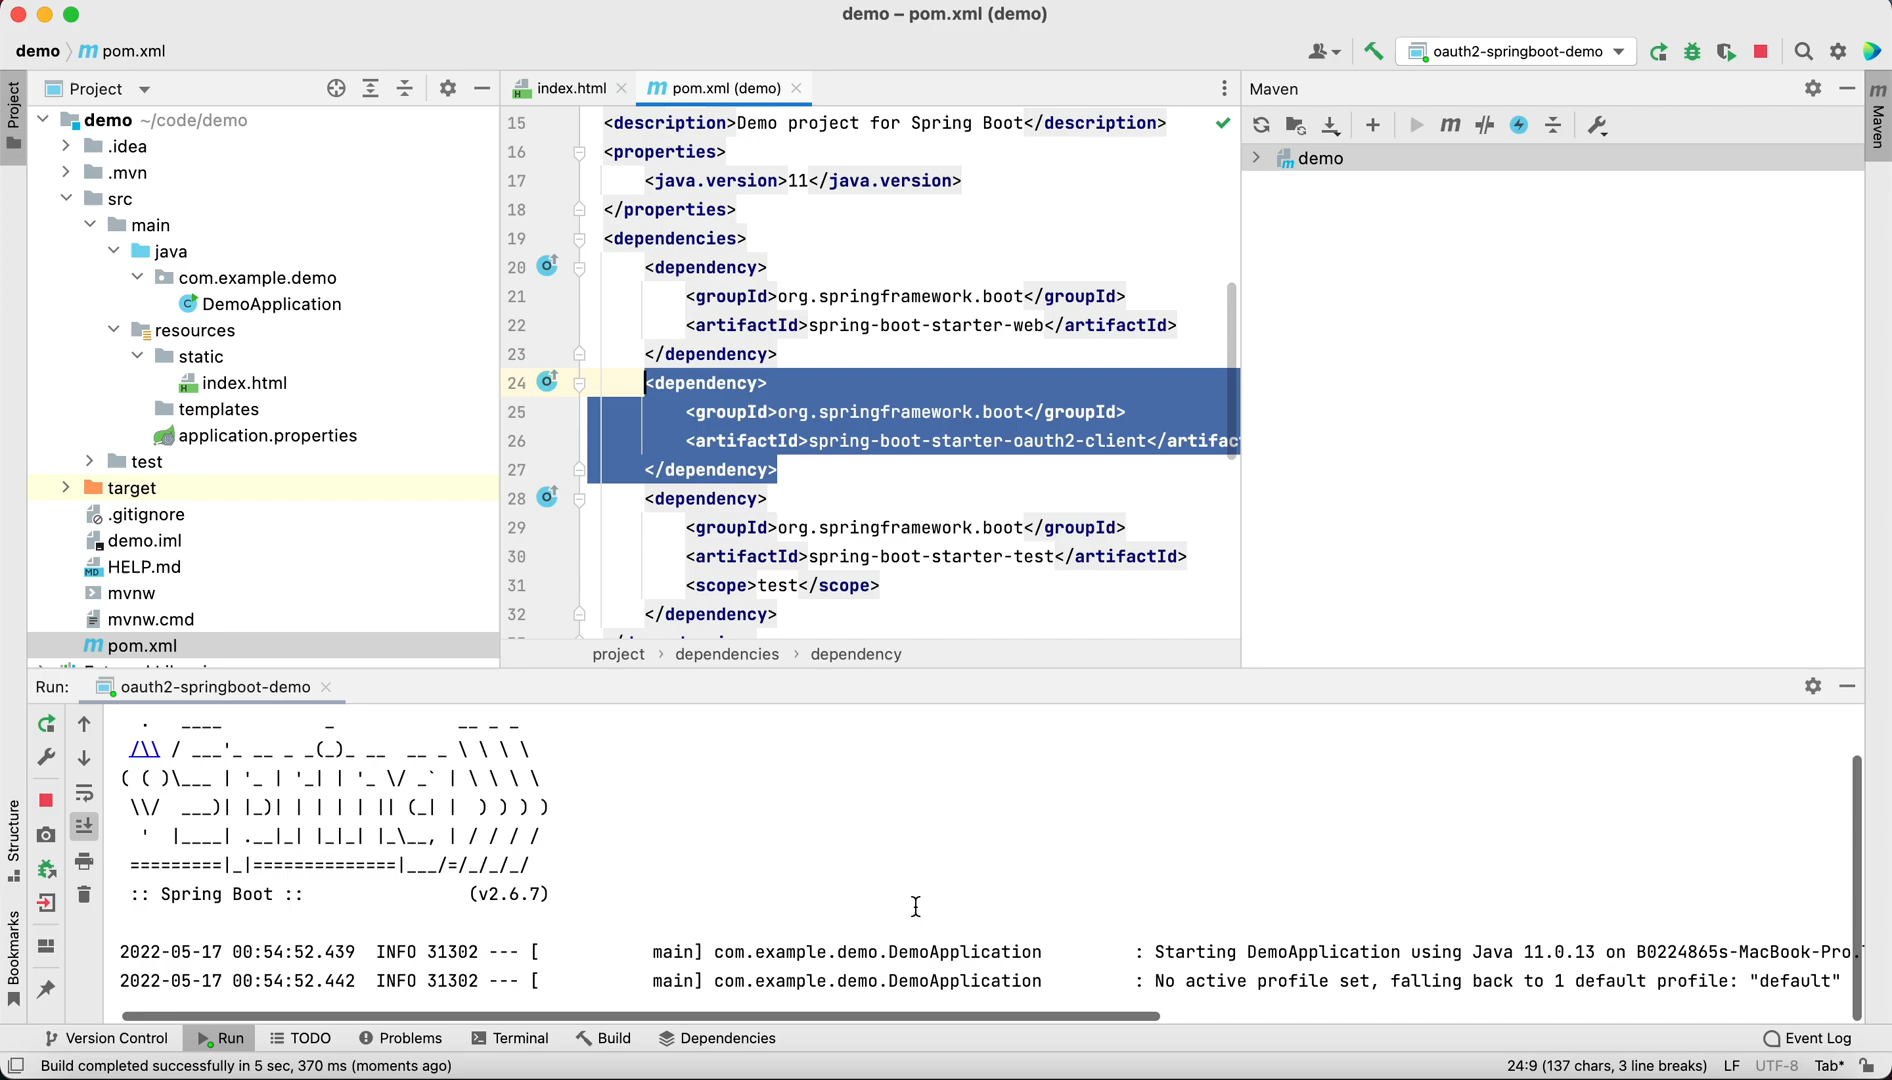 demo – pom.xml (demo)
demo pom.xml
oauth2-springboot-demo
Project
Project
index.html
pom.xml (demo)
Maven
Maven
demo ~/code/demo
.idea
.mvn
src
main
java
com.example.demo
DemoApplication
resources
static
index.html
templates
application.properties
test
target
.gitignore
demo.iml
HELP.md
mvnw
mvnw.cmd
pom.xml
15 <description>Demo project for Spring Boot</description>
16 <properties>
17 <java.version>11</java.version>
18 </properties>
19 <dependencies>
20 <dependency>
21 <groupId>org.springframework.boot</groupId>
22 <artifactId>spring-boot-starter-web</artifactId>
23 </dependency>
24 <dependency>
25 <groupId>org.springframework.boot</groupId>
26 <artifactId>spring-boot-starter-oauth2-client</artifac
27 </dependency>
28 <dependency>
29 <groupId>org.springframework.boot</groupId>
30 <artifactId>spring-boot-starter-test</artifactId>
31 <scope>test</scope>
32 </dependency>
project › dependencies › dependency
demo
Run: oauth2-springboot-demo
Structure
Bookmarks
:: Spring Boot :: (v2.6.7)
2022-05-17 00:54:52.439 INFO 31302 --- [ main] com.example.demo.DemoApplication : Starting DemoApplication using Java 11.0.13 on B0224865s-MacBook-Pro.
2022-05-17 00:54:52.442 INFO 31302 --- [ main] com.example.demo.DemoApplication : No active profile set, falling back to 1 default profile: "default"
Version Control Run TODO Problems Terminal Build Dependencies Event Log
Build completed successfully in 5 sec, 370 ms (moments ago) 24:9 (137 chars, 3 line breaks) LF UTF-8 Tab*